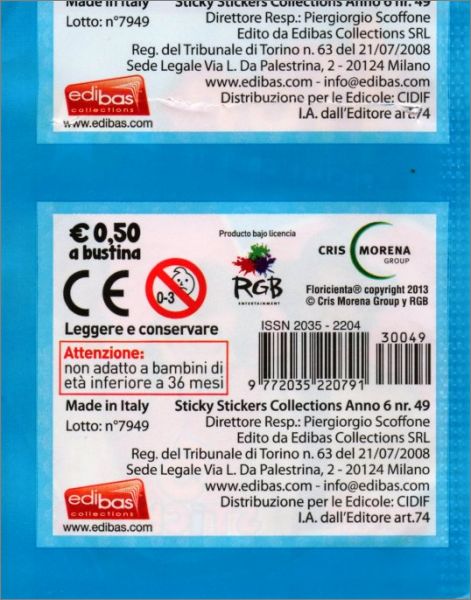 Made in Italy Sticky Stickers Collections Anno 6 nr. 49
Lotto: n°7949 Direttore Resp.: Piergiorgio Scoffone
Edito da Edibas Collections SRL
Reg. del Tribunale di Torino n. 63 del 21/07/2008
Sede Legale Via L. Da Palestrina, 2 - 20124 Milano
www.edibas.com - info@edibas.com
Distribuzione per le Edicole: CIDIF
I.A. dall'Editore art.74
edibas
collections
www.edibas.com
€ 0,50
a bustina
CE
0-3
Leggere e conservare
Attenzione:
non adatto a bambini di
età inferiore a 36 mesi
Producto bajo licencia
RGB
ENTERTAINMENT
CRIS MORENA
GROUP
Floricienta® copyright 2013
© Cris Morena Group y RGB
ISSN 2035 - 2204
30049
9 772035 220791
Made in Italy Sticky Stickers Collections Anno 6 nr. 49
Lotto: n°7949 Direttore Resp.: Piergiorgio Scoffone
Edito da Edibas Collections SRL
Reg. del Tribunale di Torino n. 63 del 21/07/2008
Sede Legale Via L. Da Palestrina, 2 - 20124 Milano
www.edibas.com - info@edibas.com
Distribuzione per le Edicole: CIDIF
I.A. dall'Editore art.74
edibas
collections
www.edibas.com